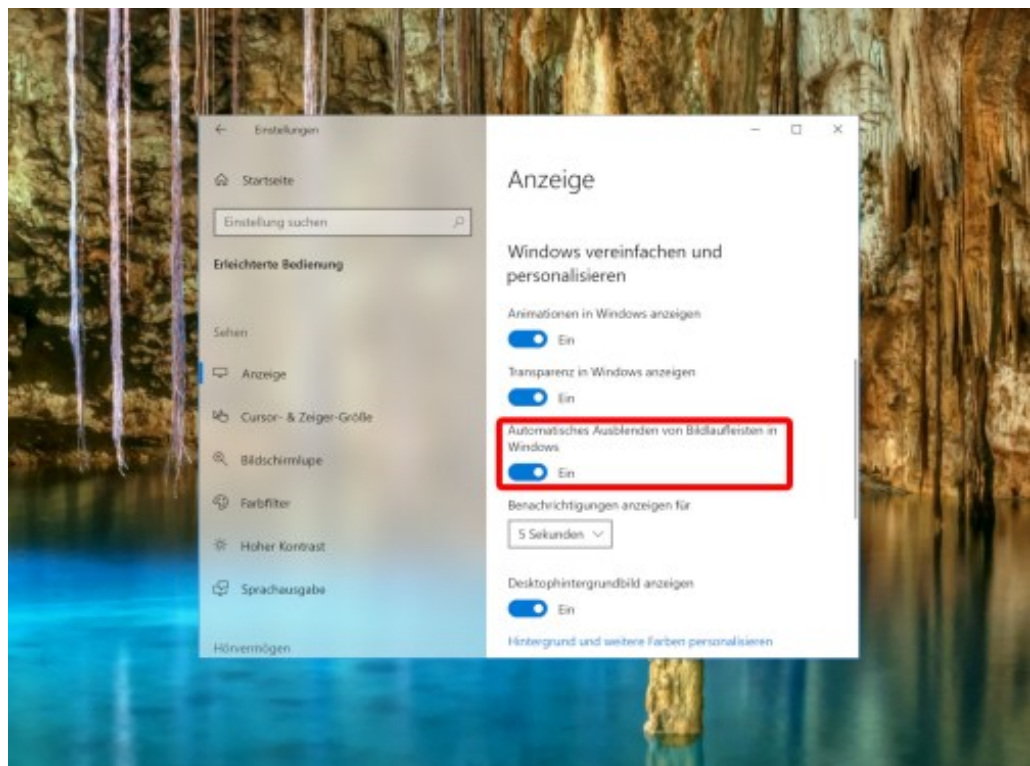 Einstellungen
Startseite
Einstellung suchen
Erleichterte Bedienung
Sehen
Anzeige
Cursor- & Zeiger-Größe
Bildschirmlupe
Farbfilter
Hoher Kontrast
Sprachausgabe
Hörvermögen
Anzeige
Windows vereinfachen und
personalisieren
Animationen in Windows anzeigen
Ein
Transparenz in Windows anzeigen
Ein
Automatisches Ausblenden von Bildlaufleisten in
Windows
Ein
Benachrichtigungen anzeigen für
5 Sekunden
Desktophintergrundbild anzeigen
Ein
Hintergrund und weitere Farben personalisieren